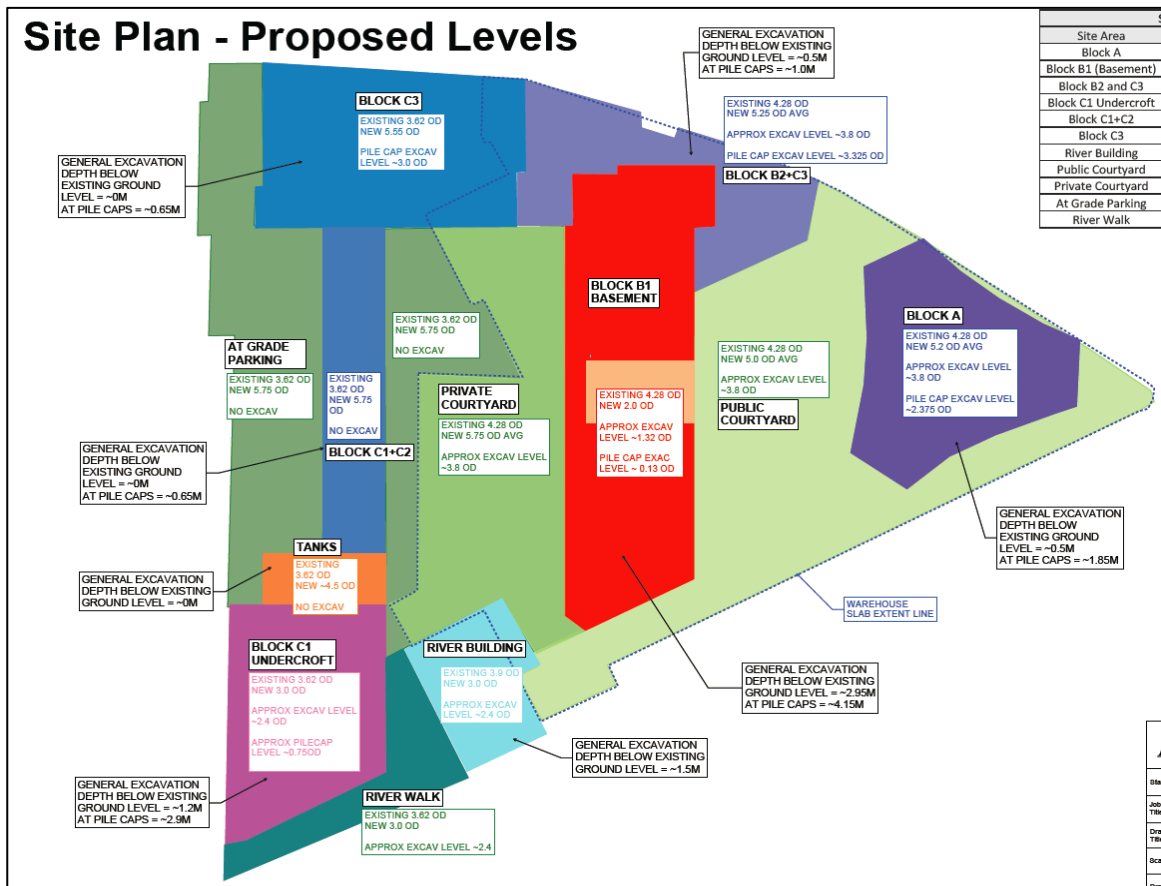 Site Plan - Proposed Levels
S
Site Area
Block A
Block B1 (Basement)
Block B2 and C3
Block C1 Undercroft
Block C1+C2
Block C3
River Building
Public Courtyard
Private Courtyard
At Grade Parking
River Walk
GENERAL EXCAVATION
DEPTH BELOW EXISTING
GROUND LEVEL = ~0.5M
AT PILE CAPS = ~1.0M
BLOCK C3
EXISTING 3.62 OD
NEW 5.55 OD
PILE CAP EXCAV
LEVEL ~3.0 OD
EXISTING 4.28 OD
NEW 5.25 OD AVG
APPROX EXCAV LEVEL ~3.8 OD
PILE CAP EXCAV LEVEL ~3.325 OD
BLOCK B2+C3
GENERAL EXCAVATION
DEPTH BELOW
EXISTING GROUND
LEVEL = ~0M
AT PILE CAPS = ~0.65M
BLOCK B1
BASEMENT
EXISTING 4.28 OD
NEW 2.0 OD
APPROX EXCAV
LEVEL ~1.32 OD
PILE CAP EXAC
LEVEL ~ 0.13 OD
BLOCK A
EXISTING 4.28 OD
NEW 5.2 OD AVG
APPROX EXCAV LEVEL
~3.8 OD
PILE CAP EXCAV LEVEL
~2.375 OD
EXISTING 3.62 OD
NEW 5.75 OD
NO EXCAV
AT GRADE
PARKING
EXISTING 3.62 OD
NEW 5.75 OD
NO EXCAV
EXISTING
3.62 OD
NEW 5.75
OD
NO EXCAV
BLOCK C1+C2
PRIVATE
COURTYARD
EXISTING 4.28 OD
NEW 5.75 OD AVG
APPROX EXCAV LEVEL
~3.8 OD
EXISTING 4.28 OD
NEW 5.0 OD AVG
APPROX EXCAV LEVEL
~3.8 OD
PUBLIC
COURTYARD
GENERAL EXCAVATION
DEPTH BELOW
EXISTING GROUND
LEVEL = ~0M
AT PILE CAPS = ~0.65M
GENERAL EXCAVATION
DEPTH BELOW
EXISTING GROUND
LEVEL = ~0.5M
AT PILE CAPS = ~1.85M
TANKS
EXISTING
3.62 OD
NEW ~4.5 OD
NO EXCAV
GENERAL EXCAVATION
DEPTH BELOW EXISTING
GROUND LEVEL = ~0M
WAREHOUSE
SLAB EXTENT LINE
BLOCK C1
UNDERCROFT
EXISTING 3.62 OD
NEW 3.0 OD
APPROX EXCAV LEVEL
~2.4 OD
APPROX PILECAP
LEVEL ~0.75OD
RIVER BUILDING
EXISTING 3.9 OD
NEW 3.0 OD
APPROX EXCAV
LEVEL ~2.4 OD
GENERAL EXCAVATION
DEPTH BELOW EXISTING
GROUND LEVEL = ~2.95M
AT PILE CAPS = ~4.15M
GENERAL EXCAVATION
DEPTH BELOW EXISTING
GROUND LEVEL = ~1.5M
GENERAL EXCAVATION
DEPTH BELOW EXISTING
GROUND LEVEL = ~1.2M
AT PILE CAPS = ~2.9M
RIVER WALK
EXISTING 3.62 OD
NEW 3.0 OD
APPROX EXCAV LEVEL ~2.4
Job
Title